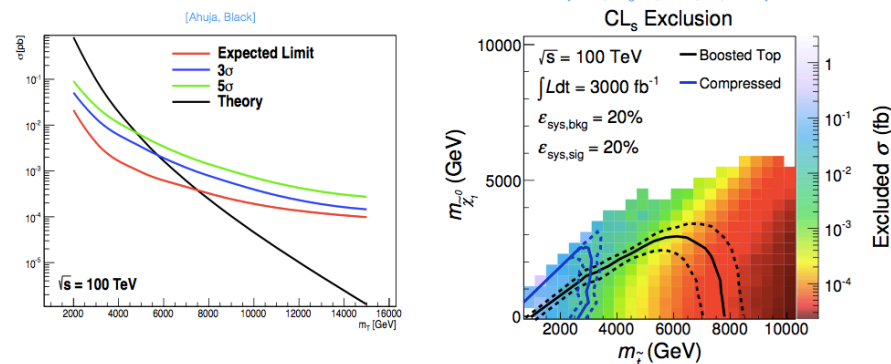 [Ahuja, Black]
σ[pb]
Expected Limit
3σ
5σ
Theory
10⁻¹
10⁻²
10⁻³
10⁻⁴
10⁻⁵
√s = 100 TeV
2000 4000 6000 8000 10000 12000 14000 16000
m_T [GeV]
CLₛ Exclusion
10000
5000
0
m_χ̃₁⁰ (GeV)
√s = 100 TeV
∫Ldt = 3000 fb⁻¹
ε_sys,bkg = 20%
ε_sys,sig = 20%
Boosted Top
Compressed
2000 4000 6000 8000 10000
m_t̃ (GeV)
1
10⁻¹
10⁻²
10⁻³
10⁻⁴
Excluded σ (fb)